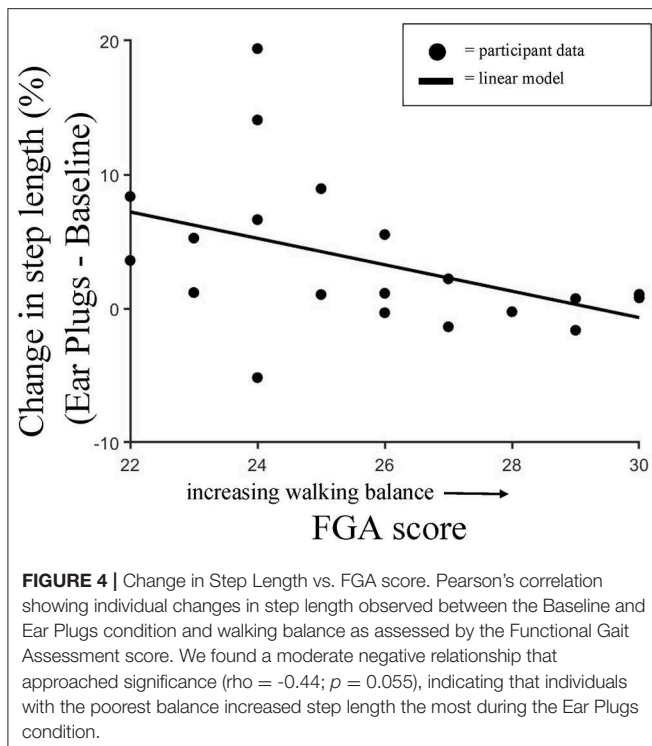 20
10
0
-10
Change in step length (%)
(Ear Plugs - Baseline)
= participant data
= linear model
22 24 26 28 30
increasing walking balance
FGA score
FIGURE 4 | Change in Step Length vs. FGA score. Pearson's correlation
showing individual changes in step length observed between the Baseline and
Ear Plugs condition and walking balance as assessed by the Functional Gait
Assessment score. We found a moderate negative relationship that
approached significance (rho = -0.44; p = 0.055), indicating that individuals
with the poorest balance increased step length the most during the Ear Plugs
condition.